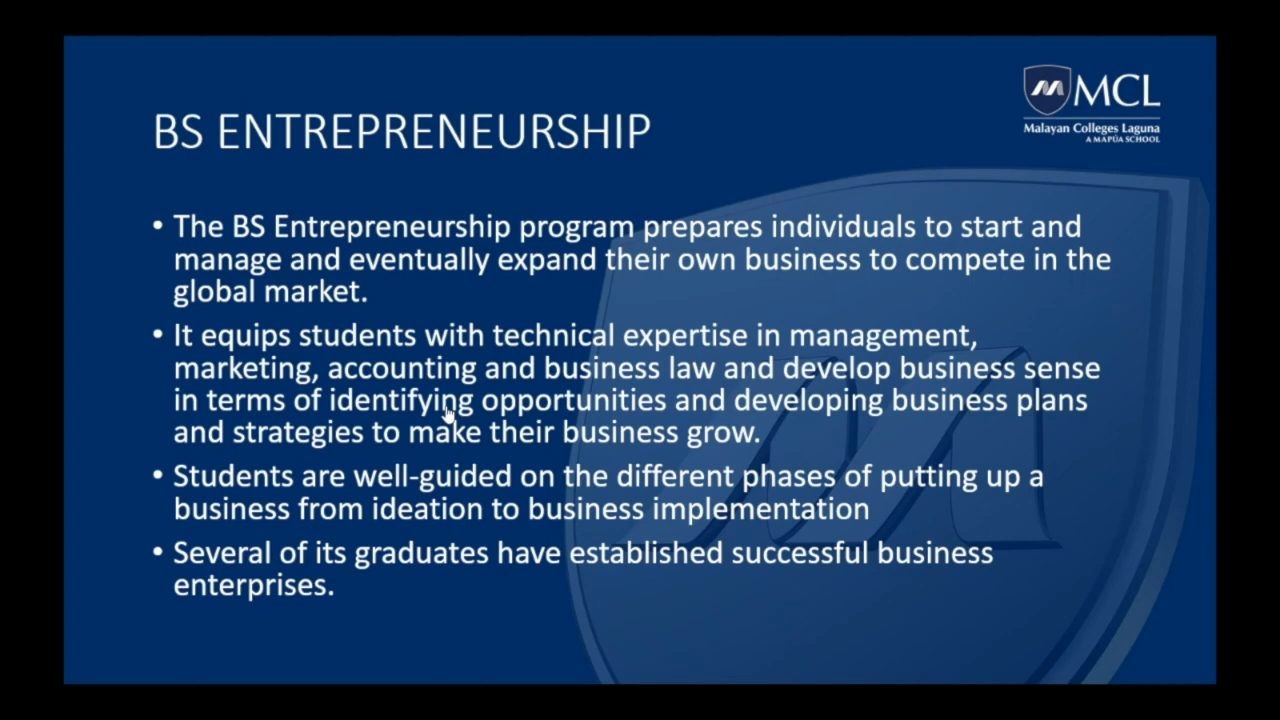 MCL
Malayan Colleges Laguna
A MAPÚA SCHOOL
BS ENTREPRENEURSHIP
• The BS Entrepreneurship program prepares individuals to start and
manage and eventually expand their own business to compete in the
global market.
• It equips students with technical expertise in management,
marketing, accounting and business law and develop business sense
in terms of identifying opportunities and developing business plans
and strategies to make their business grow.
• Students are well-guided on the different phases of putting up a
business from ideation to business implementation
• Several of its graduates have established successful business
enterprises.